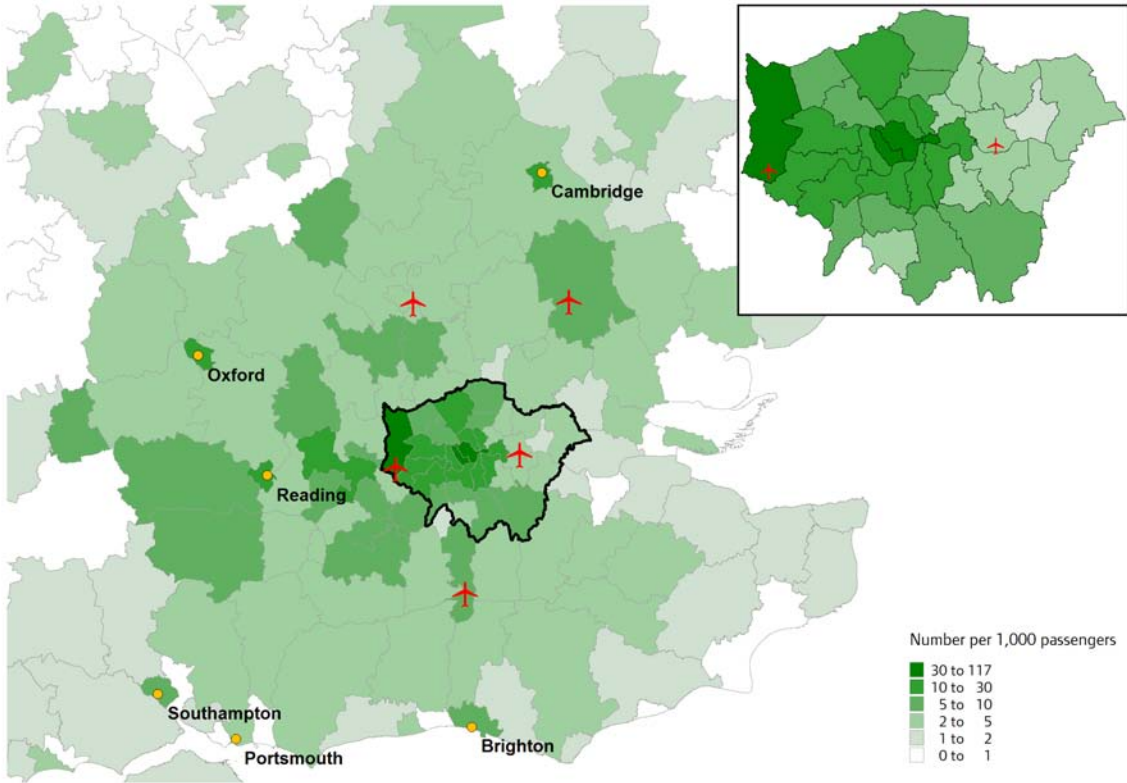 Cambridge
Oxford
Reading
Southampton
Portsmouth
Brighton
Number per 1,000 passengers
30 to 117
10 to 30
5 to 10
2 to 5
1 to 2
0 to 1